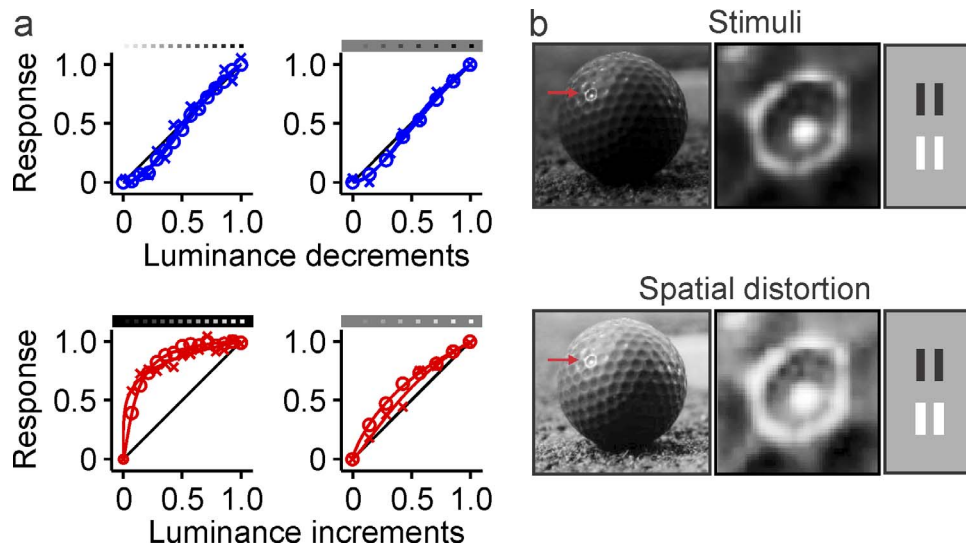 a
1.0
0.5
0
Response
0 0.5 1.0
0 0.5 1.0
Luminance decrements
1.0
0.5
0
1.0
0.5
0
Response
0 0.5 1.0
1.0
0.5
0
0 0.5 1.0
Luminance increments
b
Stimuli
Spatial distortion